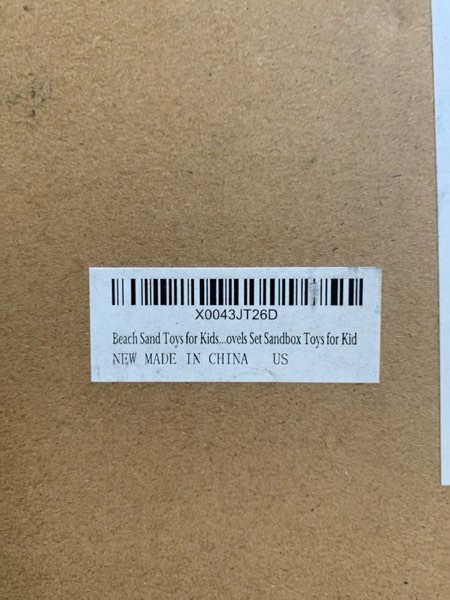 X0043JT26D
Beach Sand Toys for Kids...ovels Set Sandbox Toys for Kid
NEW MADE IN CHINA US